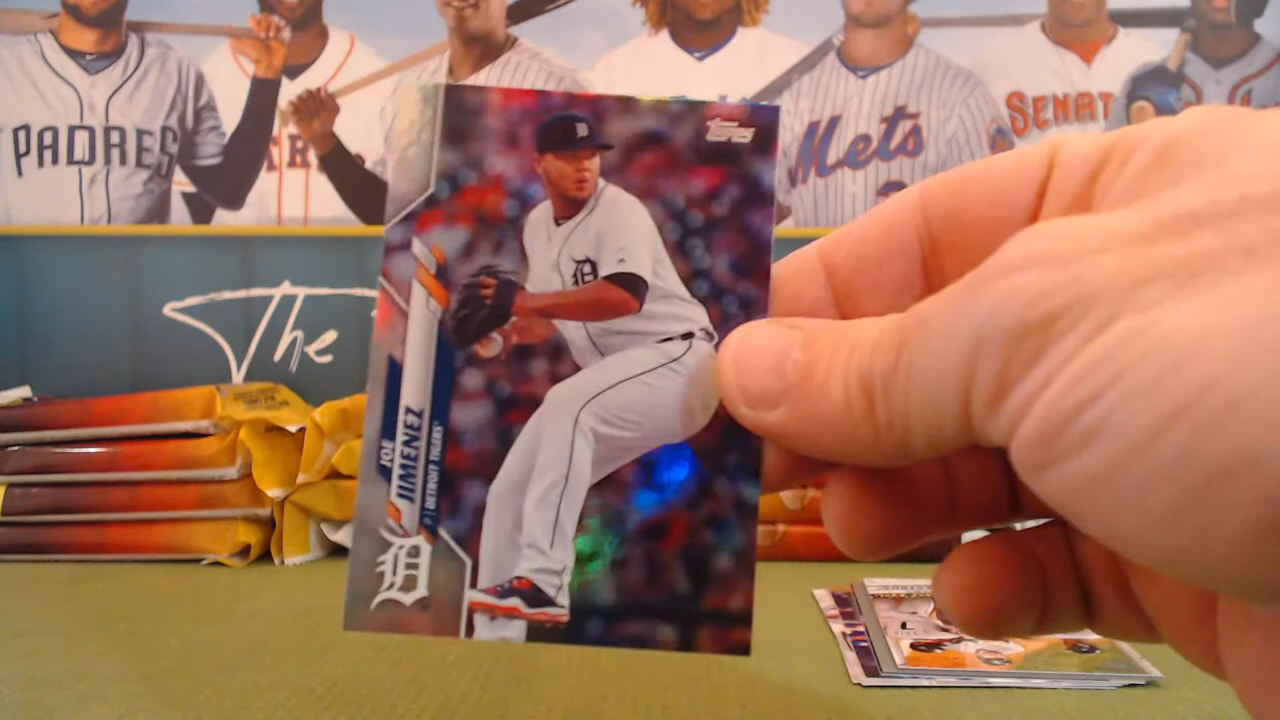 PADRES
Mets
SENAT
The
Topps
JOE
JIMENEZ
P | DETROIT TIGERS
D
D
D